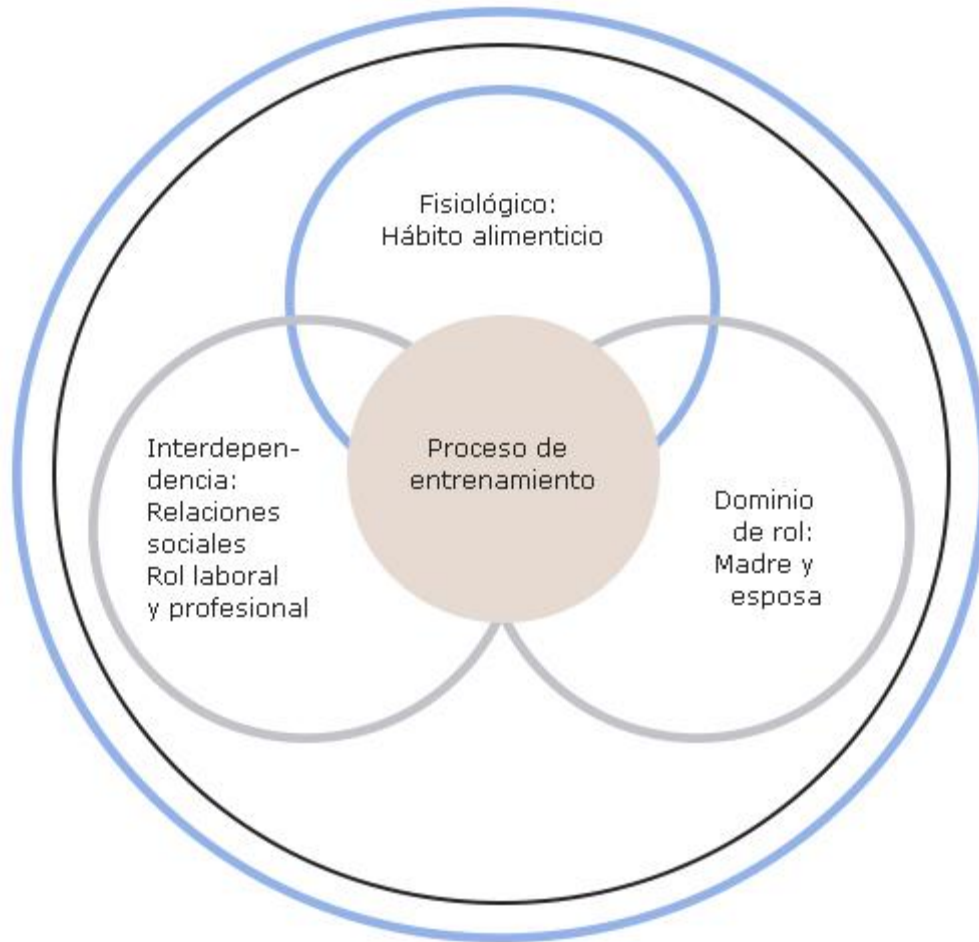 Fisiológico:
Hábito alimenticio
Proceso de
entrenamiento
Interdepen-
dencia:
Relaciones
sociales
Rol laboral
y profesional
Dominio
de rol:
Madre y
esposa